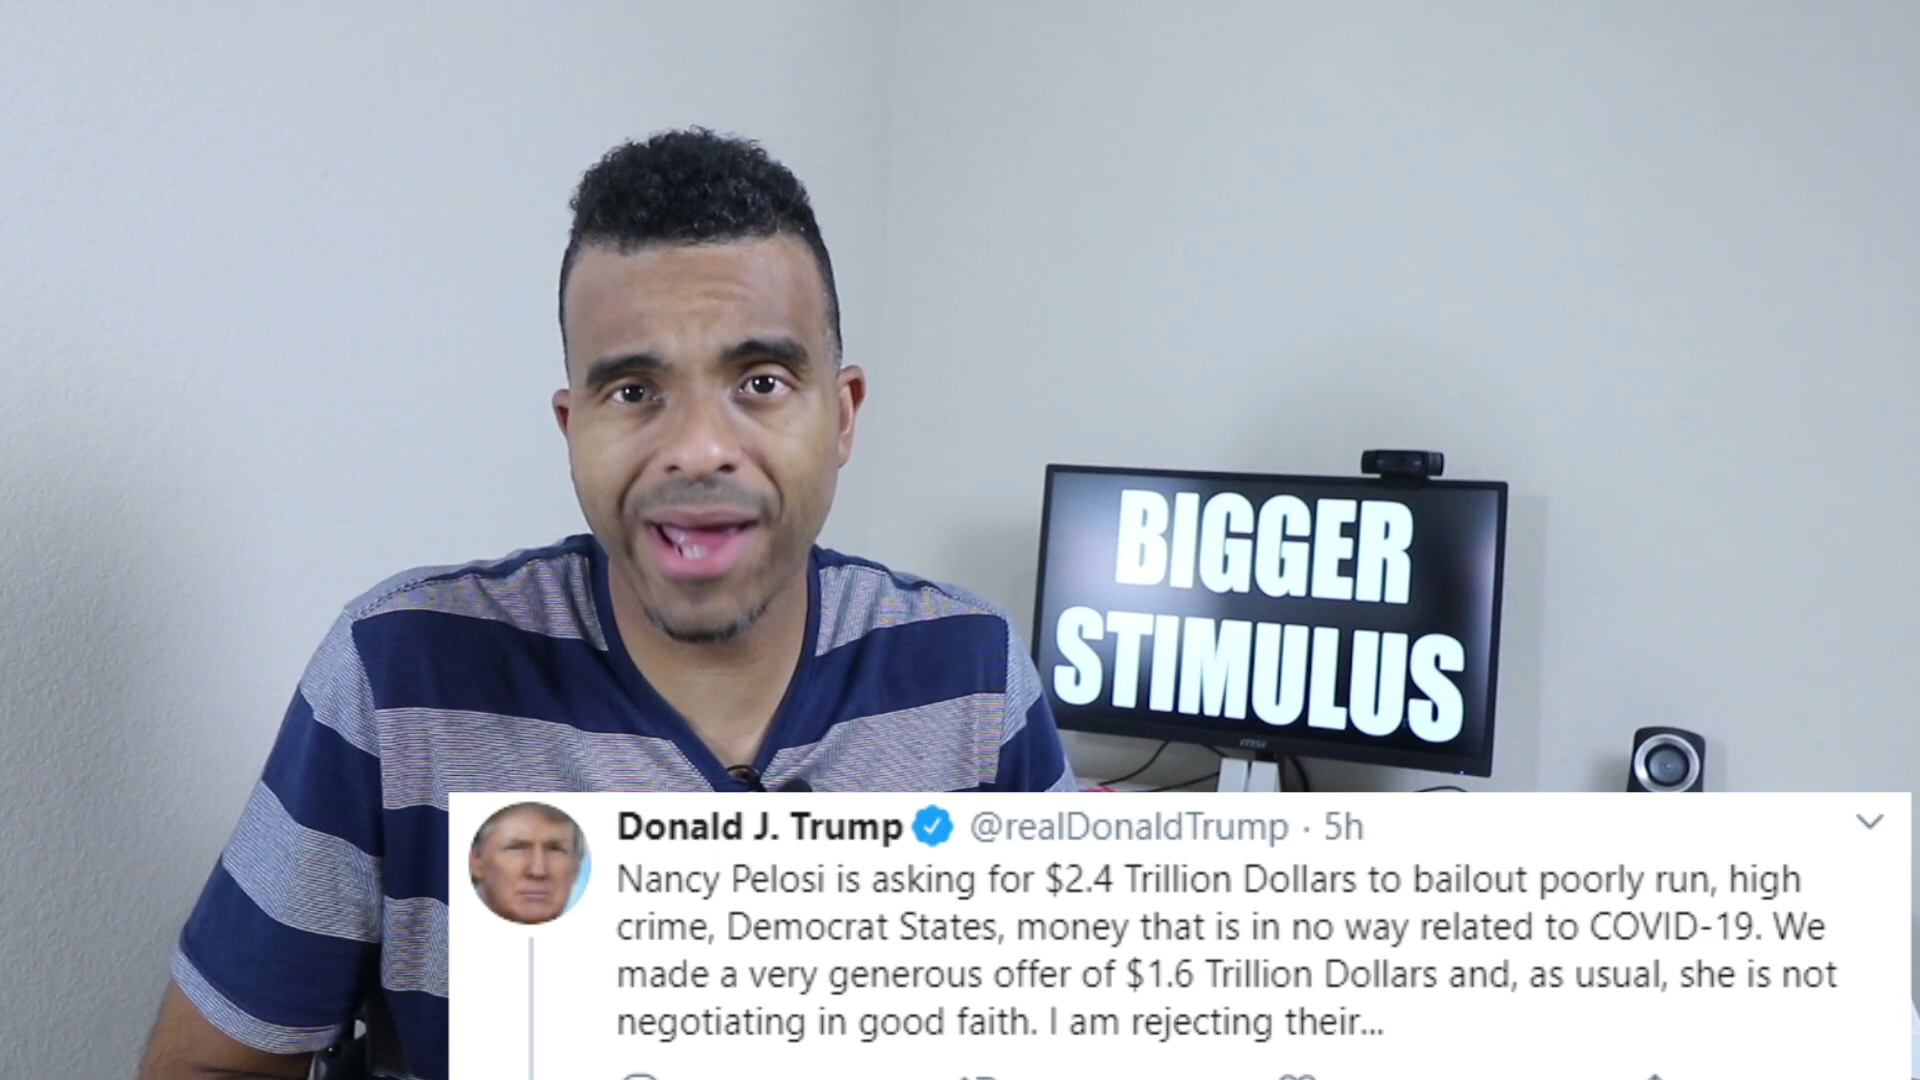 BIGGER
STIMULUS
msi
Donald J. Trump @realDonaldTrump · 5h
Nancy Pelosi is asking for $2.4 Trillion Dollars to bailout poorly run, high
crime, Democrat States, money that is in no way related to COVID-19. We
made a very generous offer of $1.6 Trillion Dollars and, as usual, she is not
negotiating in good faith. I am rejecting their...